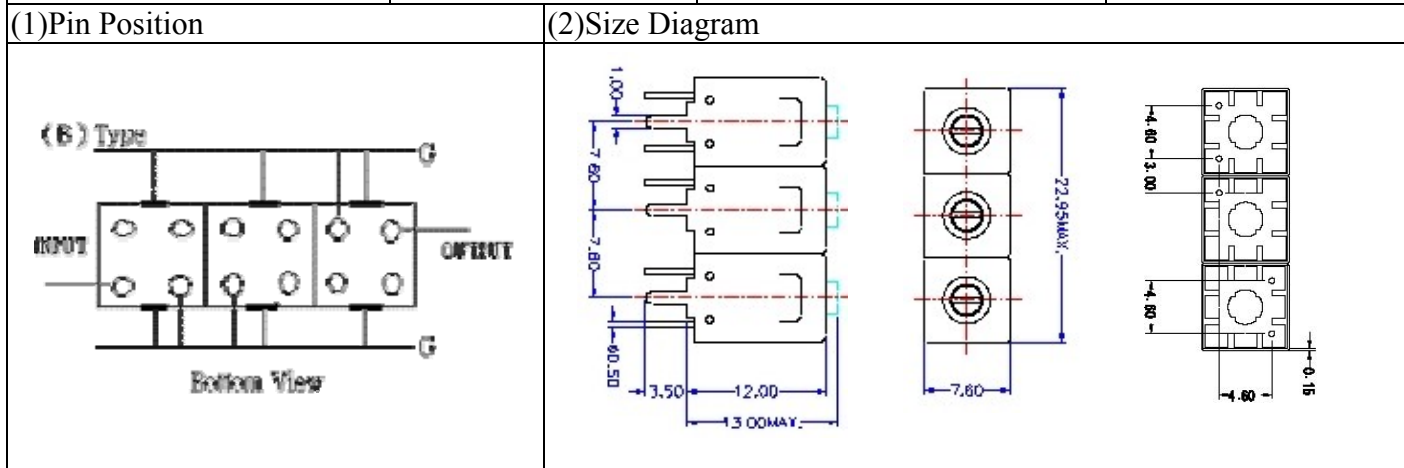 (1)Pin Position
(2)Size Diagram
(B) Type
G
INPUT
OUTPUT
G
Bottom View
1.00
7.60
7.60
φ0.50
3.50
12.00
13.00MAX.
22.95MAX.
7.60
4.60
3.00
4.60
4.60
0.15